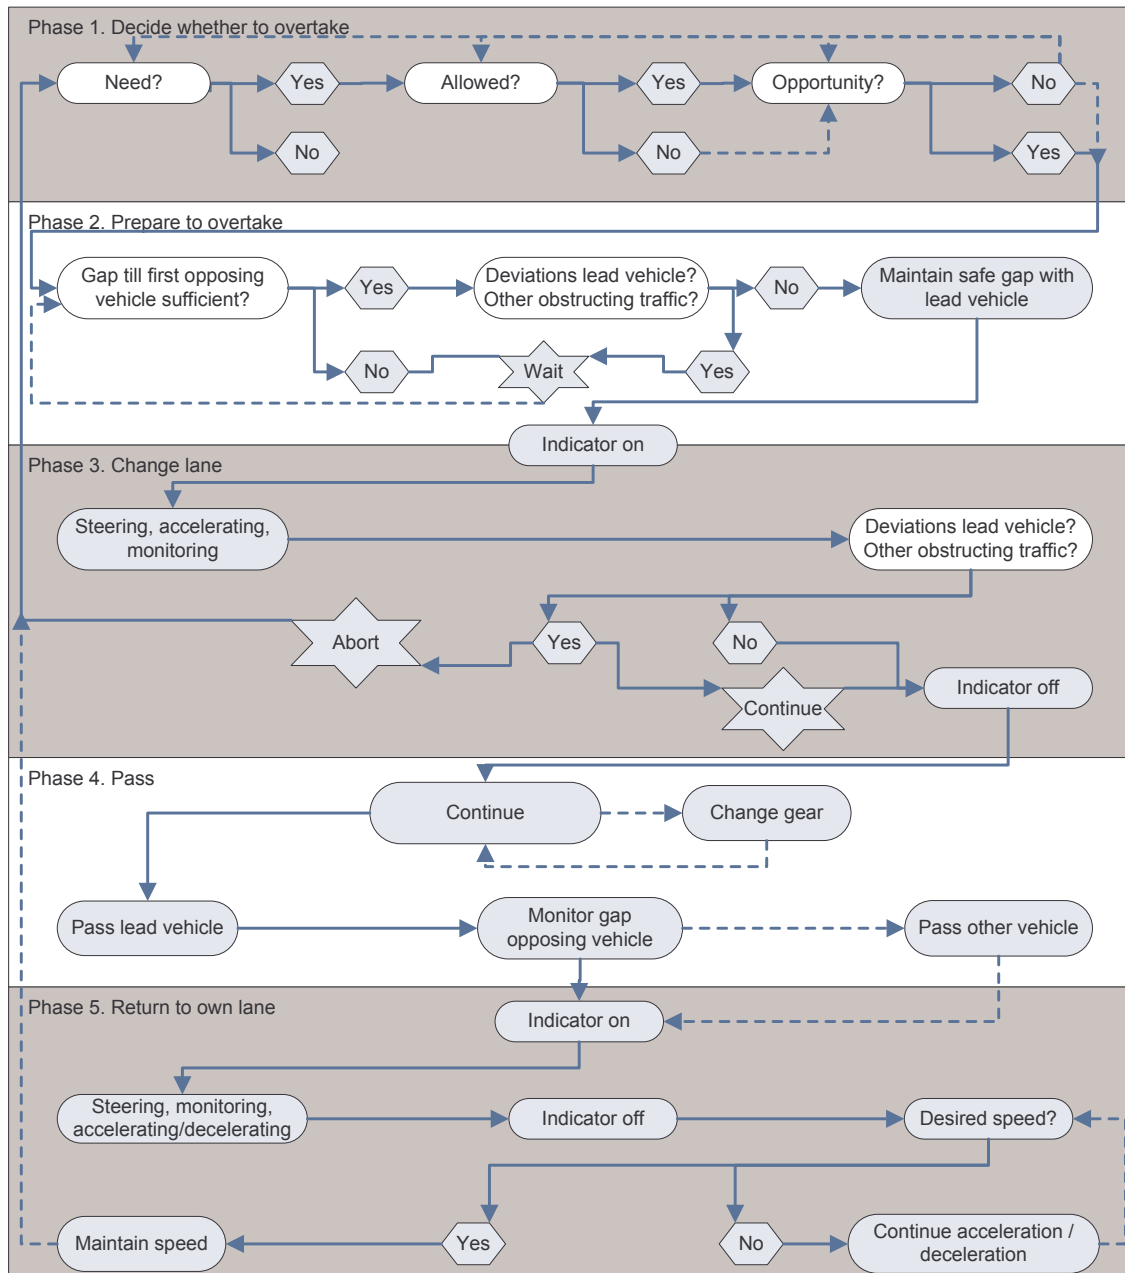 Phase 1. Decide whether to overtake
Need?
Yes
Allowed?
Yes
Opportunity?
No
No
No
Yes
Phase 2. Prepare to overtake
Gap till first opposing
vehicle sufficient?
Yes
Deviations lead vehicle?
Other obstructing traffic?
No
Maintain safe gap with
lead vehicle
No
Wait
Yes
Indicator on
Phase 3. Change lane
Steering, accelerating,
monitoring
Deviations lead vehicle?
Other obstructing traffic?
Abort
Yes
No
Continue
Indicator off
Phase 4. Pass
Continue
Change gear
Pass lead vehicle
Monitor gap
opposing vehicle
Pass other vehicle
Phase 5. Return to own lane
Indicator on
Steering, monitoring,
accelerating/decelerating
Indicator off
Desired speed?
Maintain speed
Yes
No
Continue acceleration /
deceleration